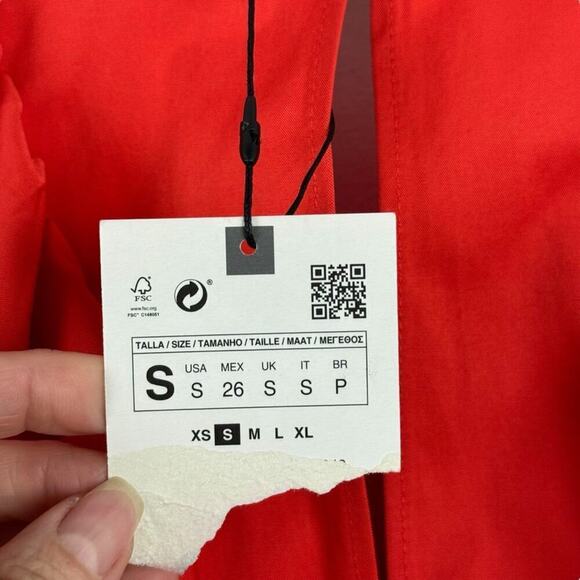 FSC
www.fsc.org
FSC® C148051
®
TALLA / SIZE / TAMANHO / TAILLE / MAAT / ΜΕΓΕΘΟΣ
S
USA MEX UK IT BR
S 26 S S P
XS S M L XL